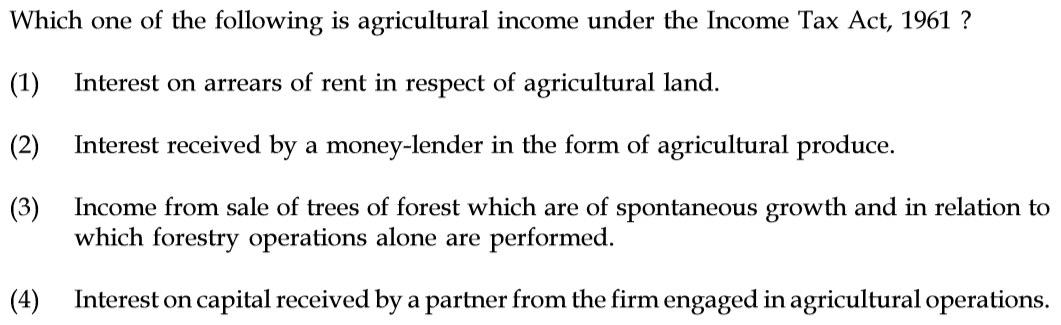 Which one of the following is agricultural income under the Income Tax Act, 1961 ?
(1) Interest on arrears of rent in respect of agricultural land.
(2) Interest received by a money-lender in the form of agricultural produce.
(3) Income from sale of trees of forest which are of spontaneous growth and in relation to
which forestry operations alone are performed.
(4) Interest on capital received by a partner from the firm engaged in agricultural operations.